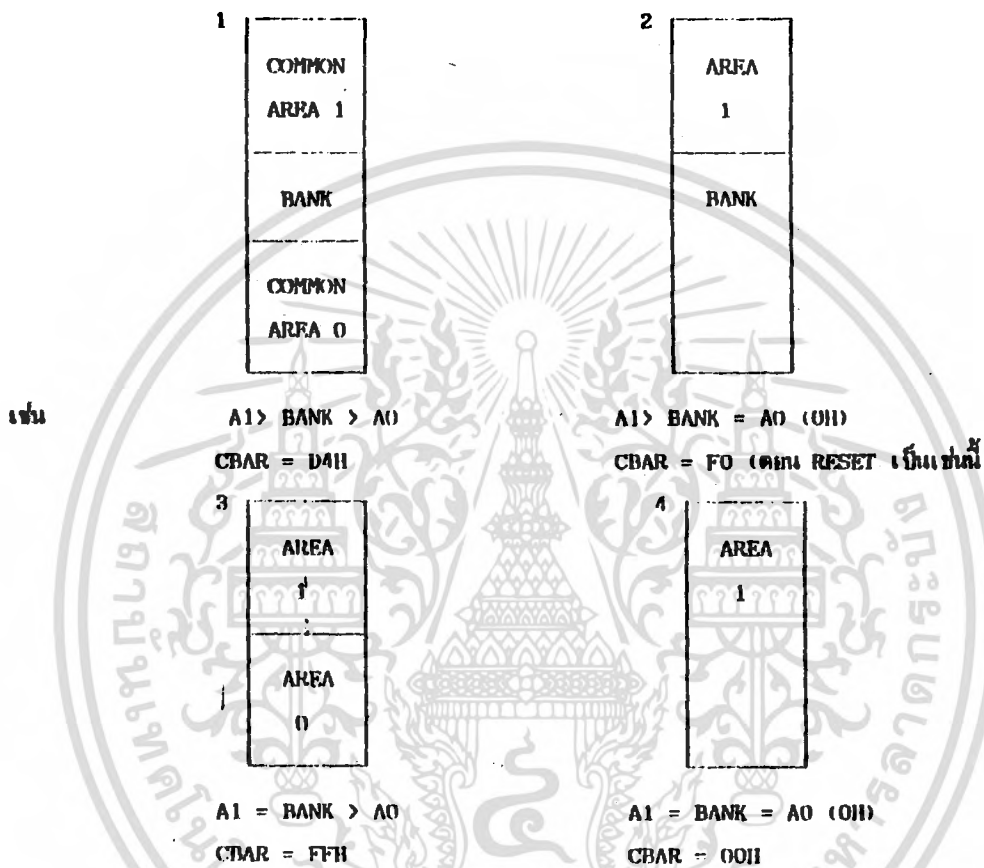 1
COMMON
AREA 1
BANK
COMMON
AREA 0
2
AREA
1
BANK
เช่น
A1> BANK > A0
CBAR = D4H
A1> BANK = A0 (0H)
CBAR = F0 (ตอน RESET เป็นเช่นนี้
3
AREA
1
AREA
0
4
AREA
1
A1 = BANK > A0
CBAR = FFH
A1 = BANK = A0 (0H)
CBAR = 00H